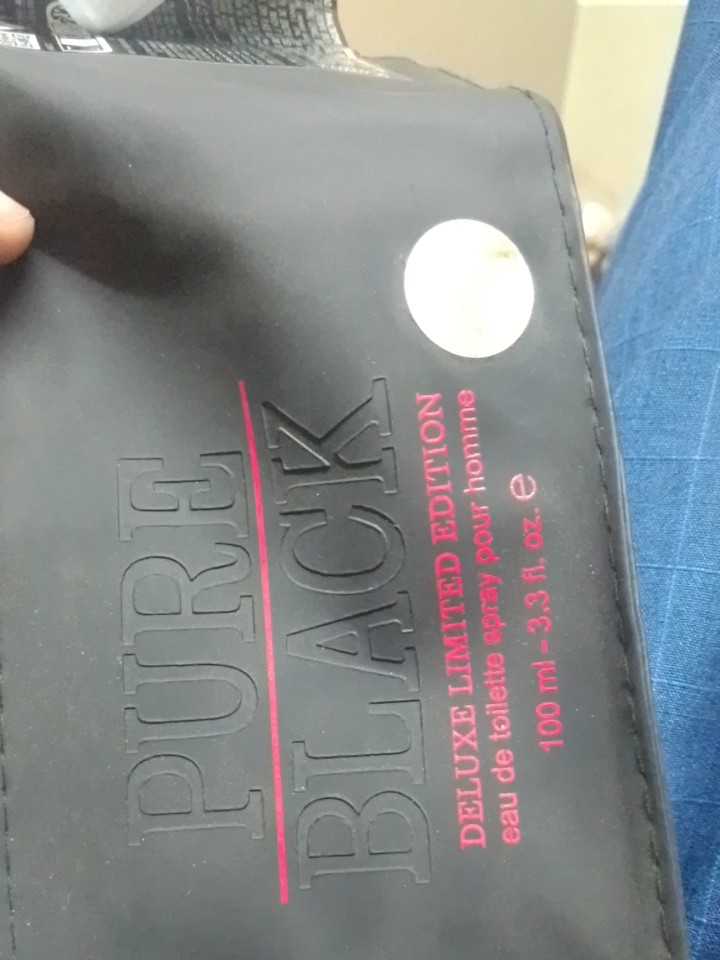 PURE
BLACK
DELUXE LIMITED EDITION
eau de toilette spray pour homme
100 ml - 3.3 fl. oz. e